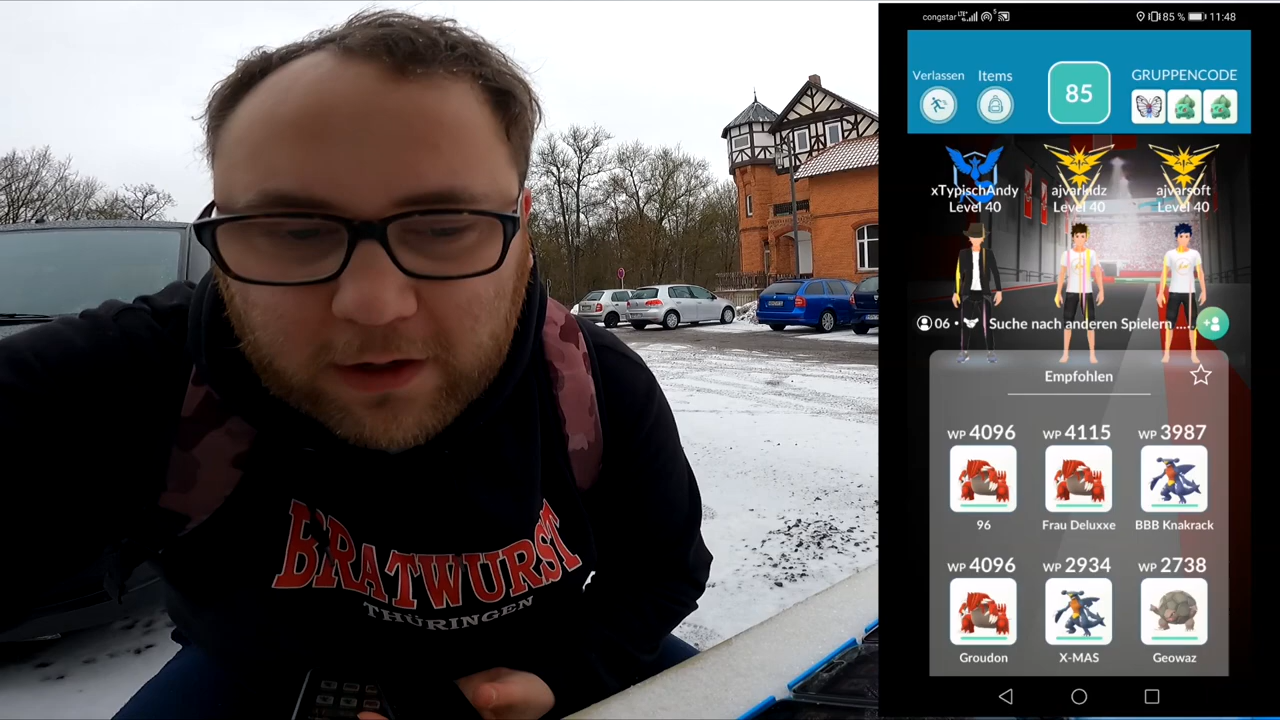 BRATWURST
THÜRINGEN
congstar 85 % 11:48
Verlassen Items 85 GRUPPENCODE
xTypischAndy ajvarkidz ajvarsoft
Level 40 Level 40 Level 40
06 • Suche nach anderen Spielern ....
Empfohlen
WP 4096 WP 4115 WP 3987
96 Frau Deluxxe BBB Knakrack
WP 4096 WP 2934 WP 2738
Groudon X-MAS Geowaz